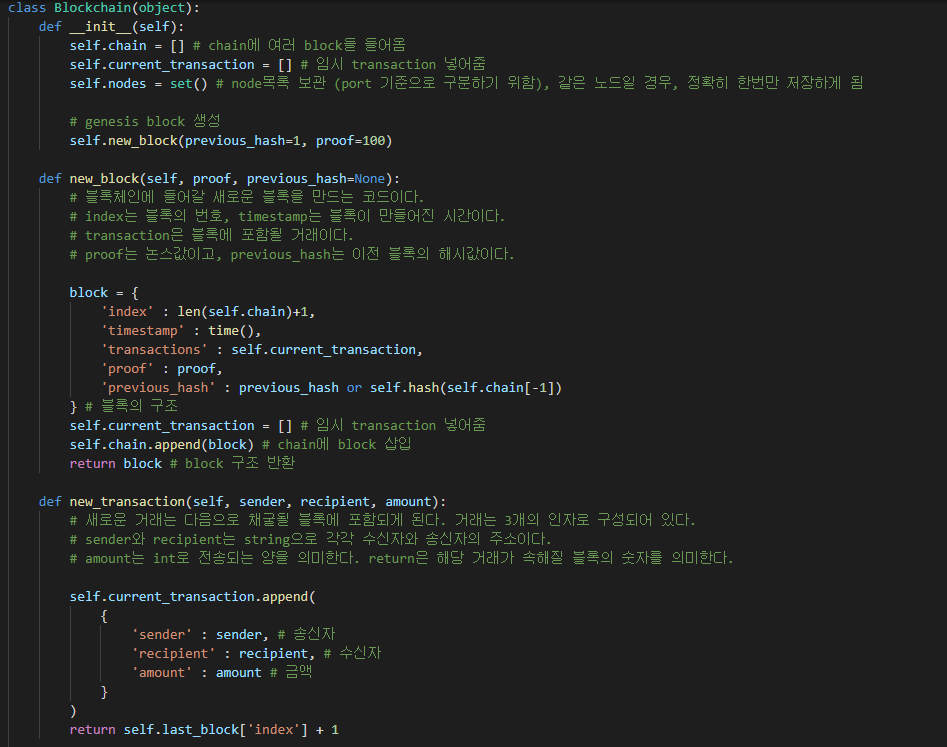 class Blockchain(object):
    def __init__(self):
        self.chain = [] # chain에 여러 block들 들어옴
        self.current_transaction = [] # 임시 transaction 넣어줌
        self.nodes = set() # node목록 보관 (port 기준으로 구분하기 위함), 같은 노드일 경우, 정확히 한번만 저장하게 됨

        # genesis block 생성
        self.new_block(previous_hash=1, proof=100)

    def new_block(self, proof, previous_hash=None):
        # 블록체인에 들어갈 새로운 블록을 만드는 코드이다.
        # index는 블록의 번호, timestamp는 블록이 만들어진 시간이다.
        # transaction은 블록에 포함될 거래이다.
        # proof는 논스값이고, previous_hash는 이전 블록의 해시값이다.

        block = {
            'index' : len(self.chain)+1,
            'timestamp' : time(),
            'transactions' : self.current_transaction,
            'proof' : proof,
            'previous_hash' : previous_hash or self.hash(self.chain[-1])
        } # 블록의 구조
        self.current_transaction = [] # 임시 transaction 넣어줌
        self.chain.append(block) # chain에 block 삽입
        return block # block 구조 반환

    def new_transaction(self, sender, recipient, amount):
        # 새로운 거래는 다음으로 채굴될 블록에 포함되게 된다. 거래는 3개의 인자로 구성되어 있다.
        # sender와 recipient는 string으로 각각 수신자와 송신자의 주소이다.
        # amount는 int로 전송되는 양을 의미한다. return은 해당 거래가 속해질 블록의 숫자를 의미한다.

        self.current_transaction.append(
            {
                'sender' : sender, # 송신자
                'recipient' : recipient, # 수신자
                'amount' : amount # 금액
            }
        )
        return self.last_block['index'] + 1